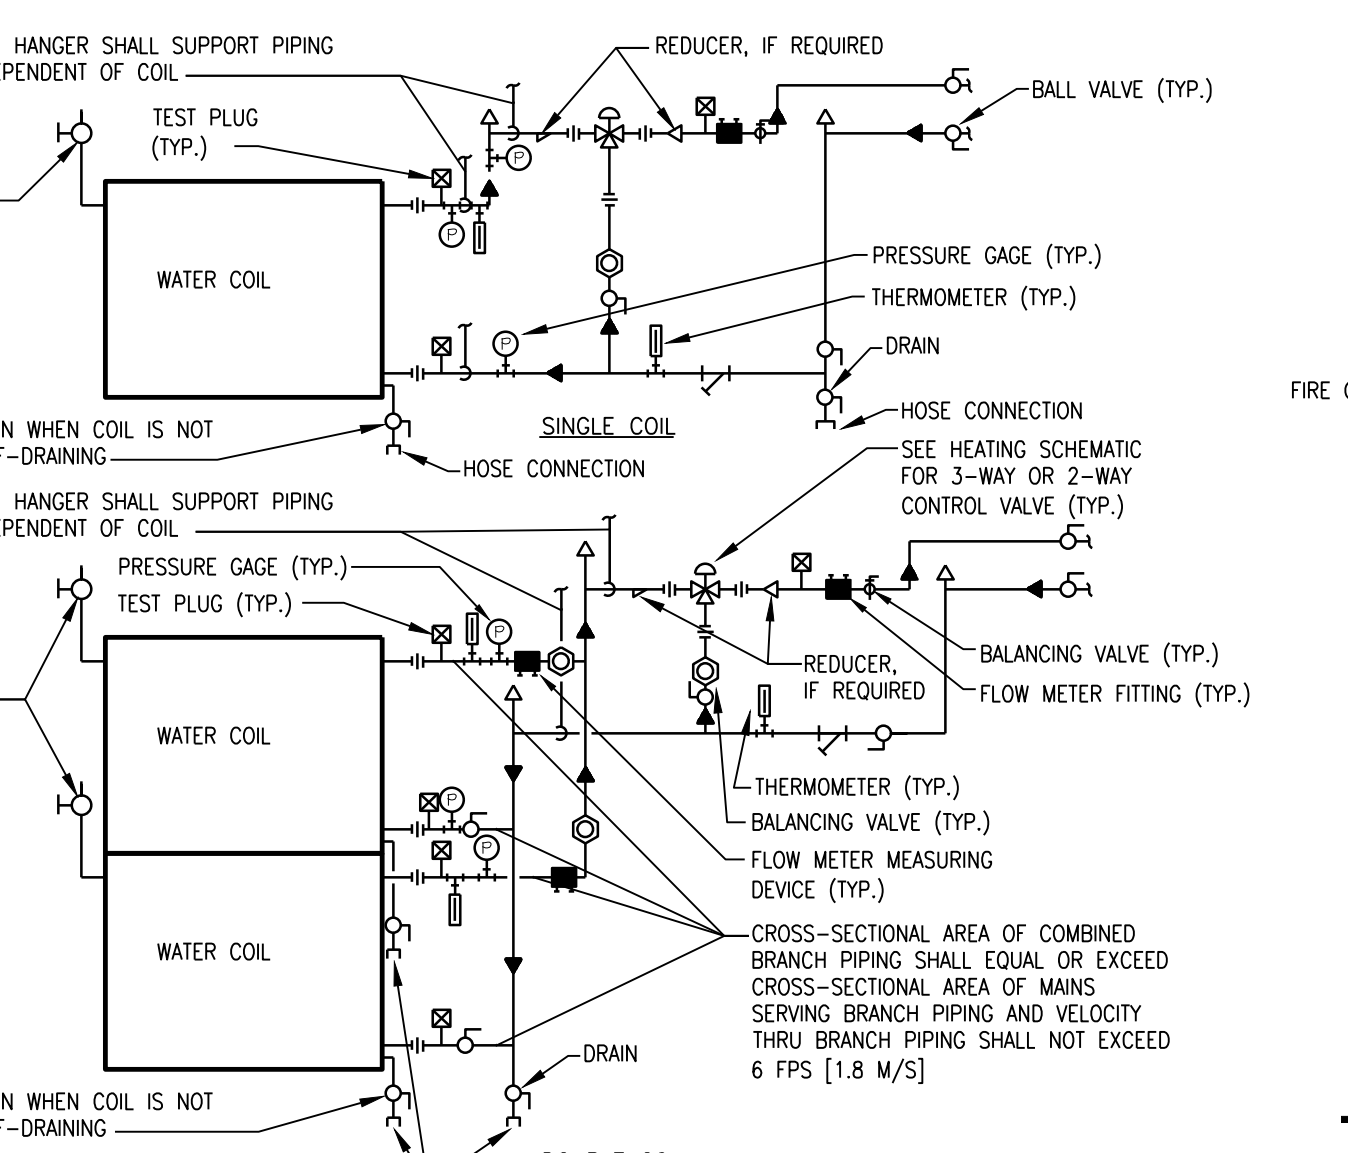 HANGER SHALL SUPPORT PIPING
EPENDENT OF COIL
REDUCER, IF REQUIRED
BALL VALVE (TYP.)
TEST PLUG
(TYP.)
P
P
WATER COIL
PRESSURE GAGE (TYP.)
THERMOMETER (TYP.)
P
DRAIN
FIRE
HOSE CONNECTION
SINGLE COIL
N WHEN COIL IS NOT
F-DRAINING
HOSE CONNECTION
SEE HEATING SCHEMATIC
FOR 3-WAY OR 2-WAY
CONTROL VALVE (TYP.)
HANGER SHALL SUPPORT PIPING
EPENDENT OF COIL
PRESSURE GAGE (TYP.)
TEST PLUG (TYP.)
P
BALANCING VALVE (TYP.)
REDUCER,
IF REQUIRED
FLOW METER FITTING (TYP.)
WATER COIL
THERMOMETER (TYP.)
P
BALANCING VALVE (TYP.)
P
FLOW METER MEASURING
DEVICE (TYP.)
WATER COIL
CROSS-SECTIONAL AREA OF COMBINED
BRANCH PIPING SHALL EQUAL OR EXCEED
CROSS-SECTIONAL AREA OF MAINS
SERVING BRANCH PIPING AND VELOCITY
THRU BRANCH PIPING SHALL NOT EXCEED
6 FPS [1.8 M/S]
DRAIN
N WHEN COIL IS NOT
F-DRAINING